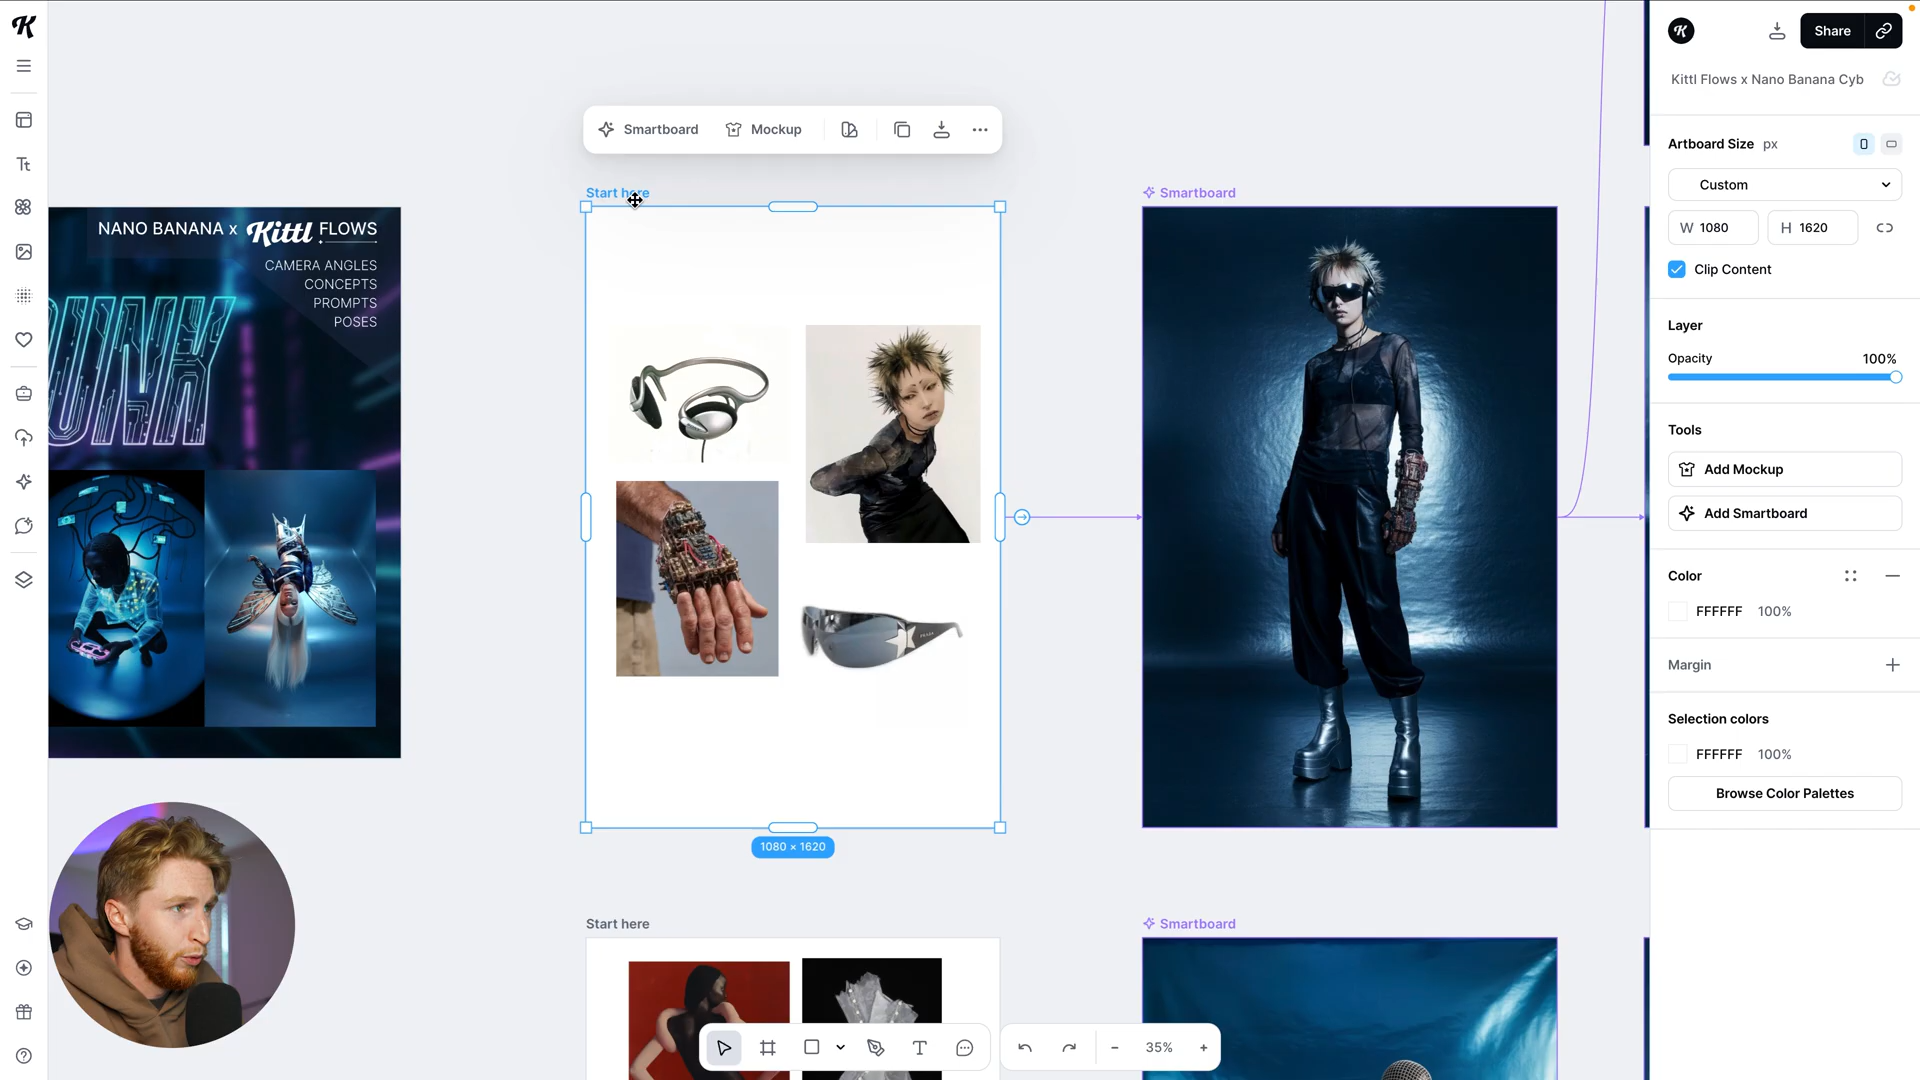 Share
Kittl Flows x Nano Banana Cyb
Smartboard
Mockup
Start here
Smartboard
NANO BANANA x Kittl FLOWS
CAMERA ANGLES
CONCEPTS
PROMPTS
POSES
UNK
PRADA
1080 × 1620
Start here
Smartboard
35%
Artboard Size px
Custom
W 1080
H 1620
Clip Content
Layer
Opacity 100%
Tools
Add Mockup
Add Smartboard
Color
FFFFFF 100%
Margin
Selection colors
FFFFFF 100%
Browse Color Palettes